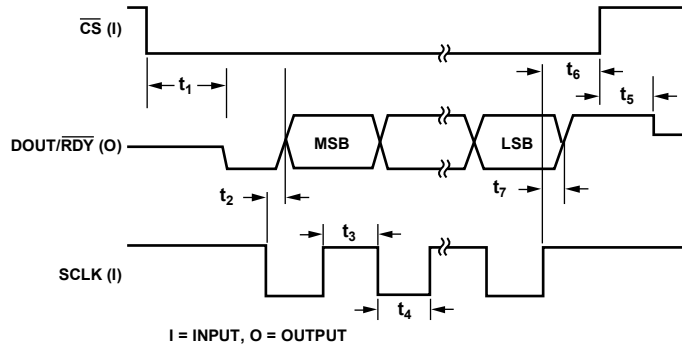 CS (I)
t1
t6
t5
DOUT/RDY (O)
MSB
LSB
t2
t7
t3
SCLK (I)
t4
I = INPUT, O = OUTPUT